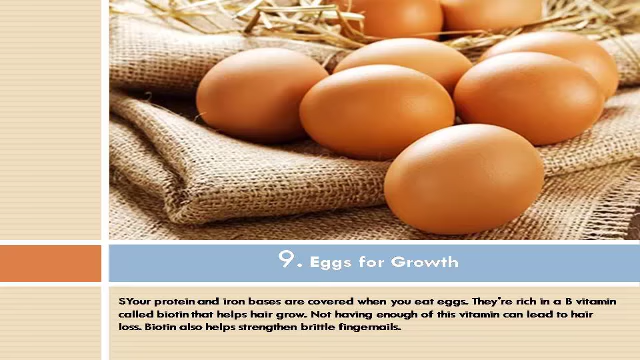 9. Eggs for Growth
SYour protein and iron bases are covered when you eat eggs. They're rich in a B vitamin
called biotin that helps hair grow. Not having enough of this vitamin can lead to hair
loss. Biotin also helps strengthen brittle fingernails.